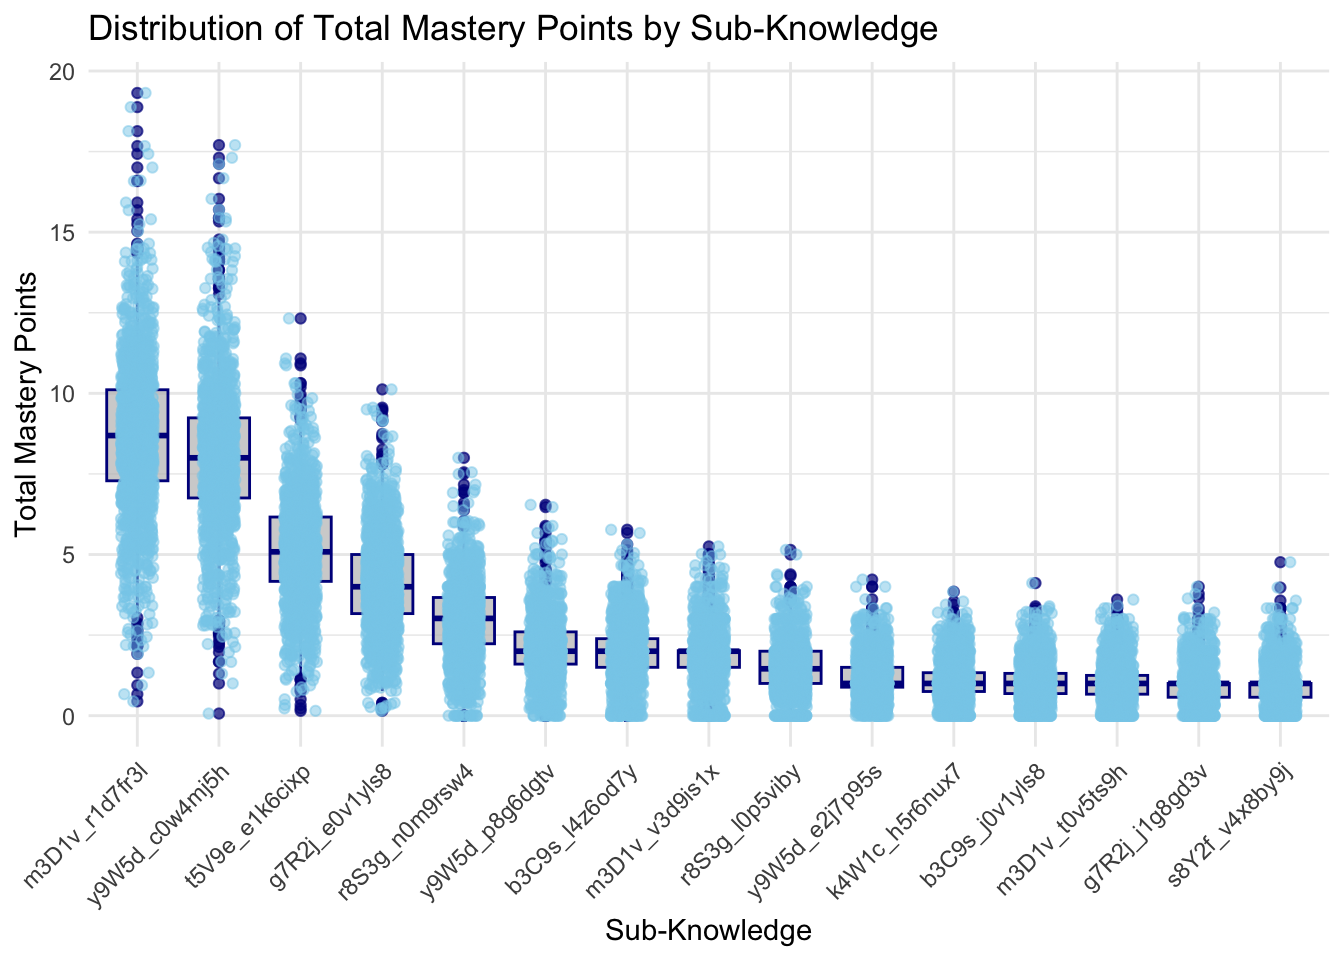 Distribution of Total Mastery Points by Sub-Knowledge
Total Mastery Points
20
15
10
5
0
m3D1v_r1d7fr3l
y9W5d_c0w4mj5h
t5V9e_e1k6cixp
g7R2j_e0v1yls8
r8S3g_n0m9rsw4
y9W5d_p8g6dgtv
b3C9s_l4z6od7y
m3D1v_v3d9is1x
r8S3g_l0p5viby
y9W5d_e2j7p95s
k4W1c_h5r6nux7
b3C9s_j0v1yls8
m3D1v_t0v5ts9h
g7R2j_j1g8gd3v
s8Y2f_v4x8by9j
Sub-Knowledge